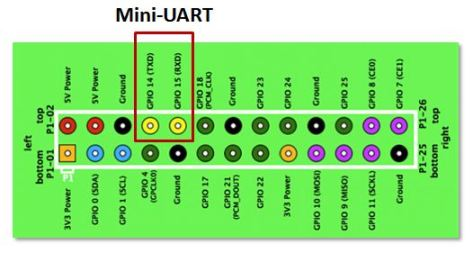 Mini-UART
5V Power
5V Power
Ground
GPIO 14 (TXD)
GPIO 15 (RXD)
GPIO 18
(PCM_CLK)
Ground
GPIO 23
GPIO 24
Ground
GPIO 25
GPIO 8 (CE0)
GPIO 7 (CE1)
left
top
P1-02
bottom
P1-01
P1
P1-26
top
P1-25
bottom
right
3V3 Power
GPIO 0 (SDA)
GPIO 1 (SCL)
GPIO 4
(GPCLK0)
Ground
GPIO 17
GPIO 21
(PCM_DOUT)
GPIO 22
3V3 Power
GPIO 10 (MOSI)
GPIO 9 (MISO)
GPIO 11 (SCKL)
Ground